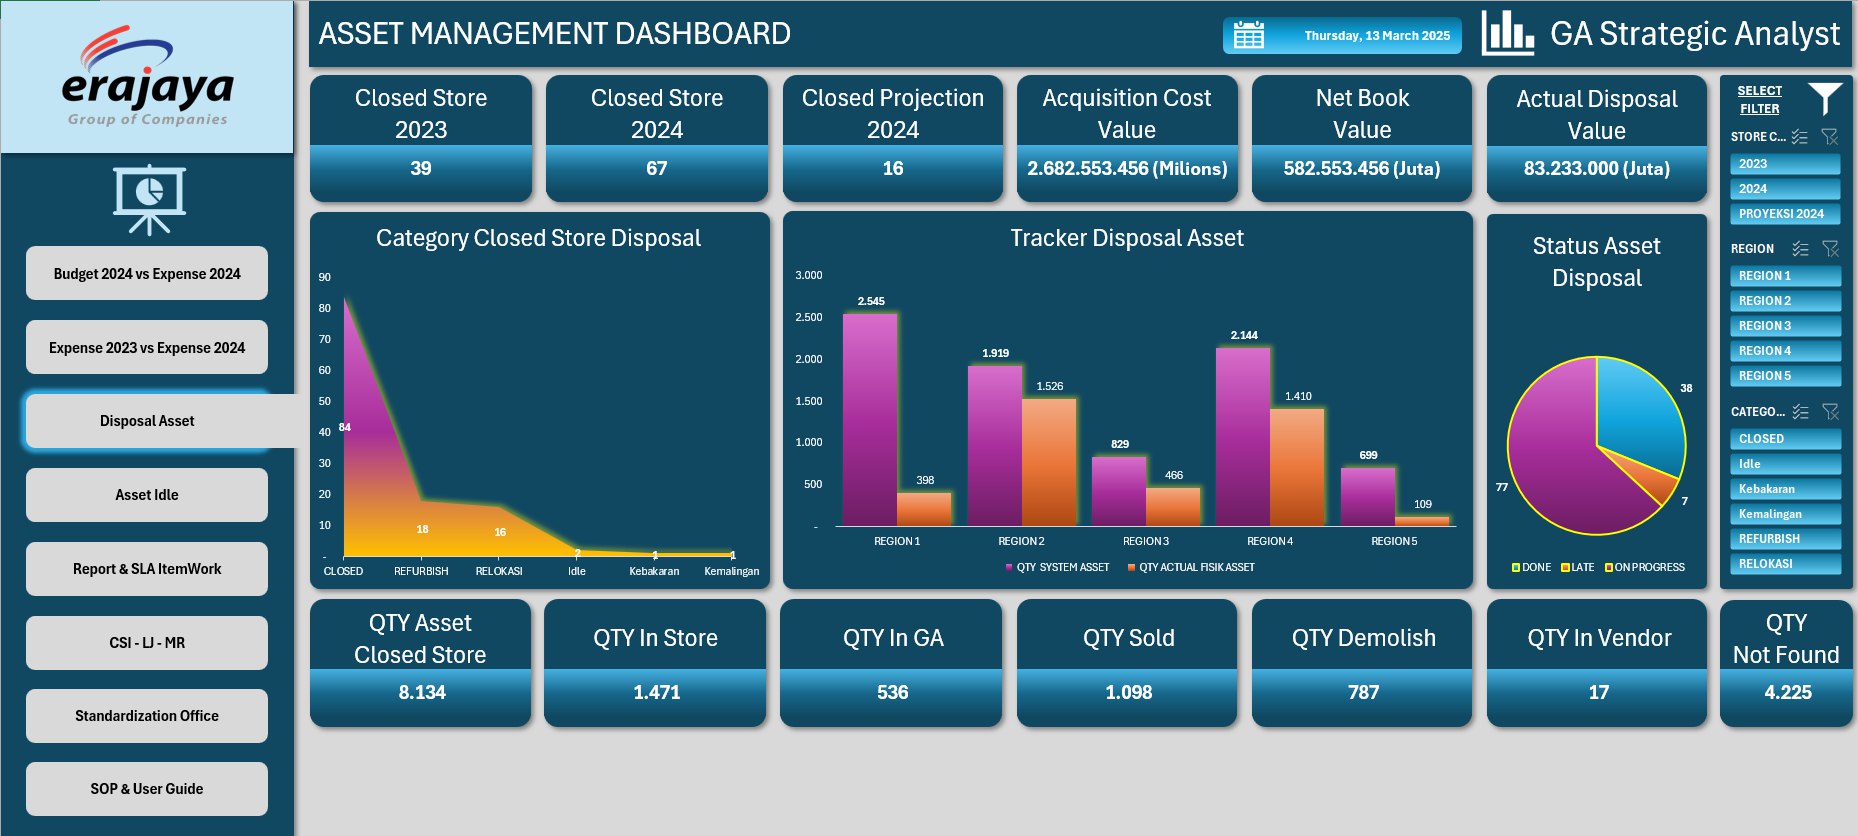 erajaya
Group of Companies
ASSET MANAGEMENT DASHBOARD
Thursday, 13 March 2025
GA Strategic Analyst
Budget 2024 vs Expense 2024
Expense 2023 vs Expense 2024
Disposal Asset
Asset Idle
Report & SLA ItemWork
CSI - LJ - MR
Standardization Office
SOP & User Guide
Closed Store
2023
39
Closed Store
2024
67
Closed Projection
2024
16
Acquisition Cost
Value
2.682.553.456 (Milions)
Net Book
Value
582.553.456 (Juta)
Actual Disposal
Value
83.233.000 (Juta)
SELECT
FILTER
STORE C...
2023
2024
PROYEKSI 2024
REGION
REGION 1
REGION 2
REGION 3
REGION 4
REGION 5
CATEGO...
CLOSED
Idle
Kebakaran
Kemalingan
REFURBISH
RELOKASI
Category Closed Store Disposal
90
80
70
60
50
40
30
20
10
-
84
18
16
2
1
1
CLOSED REFURBISH RELOKASI Idle Kebakaran Kemalingan
Tracker Disposal Asset
3.000
2.500
2.000
1.500
1.000
500
-
2.545
398
1.919
1.526
829
466
2.144
1.410
699
109
REGION 1 REGION 2 REGION 3 REGION 4 REGION 5
QTY SYSTEM ASSET QTY ACTUAL FISIK ASSET
Status Asset
Disposal
38
7
77
DONE LATE ON PROGRESS
QTY Asset
Closed Store
8.134
QTY In Store
1.471
QTY In GA
536
QTY Sold
1.098
QTY Demolish
787
QTY In Vendor
17
QTY
Not Found
4.225